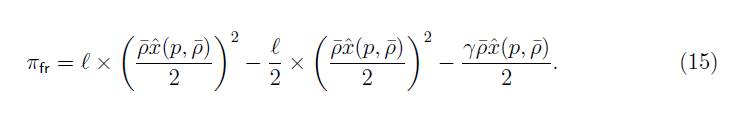 π_fr = ℓ × (ρ̄x̂(p, ρ̄)/2)² − ℓ/2 × (ρ̄x̂(p, ρ̄)/2)² − γρ̄x̂(p, ρ̄)/2. (15)